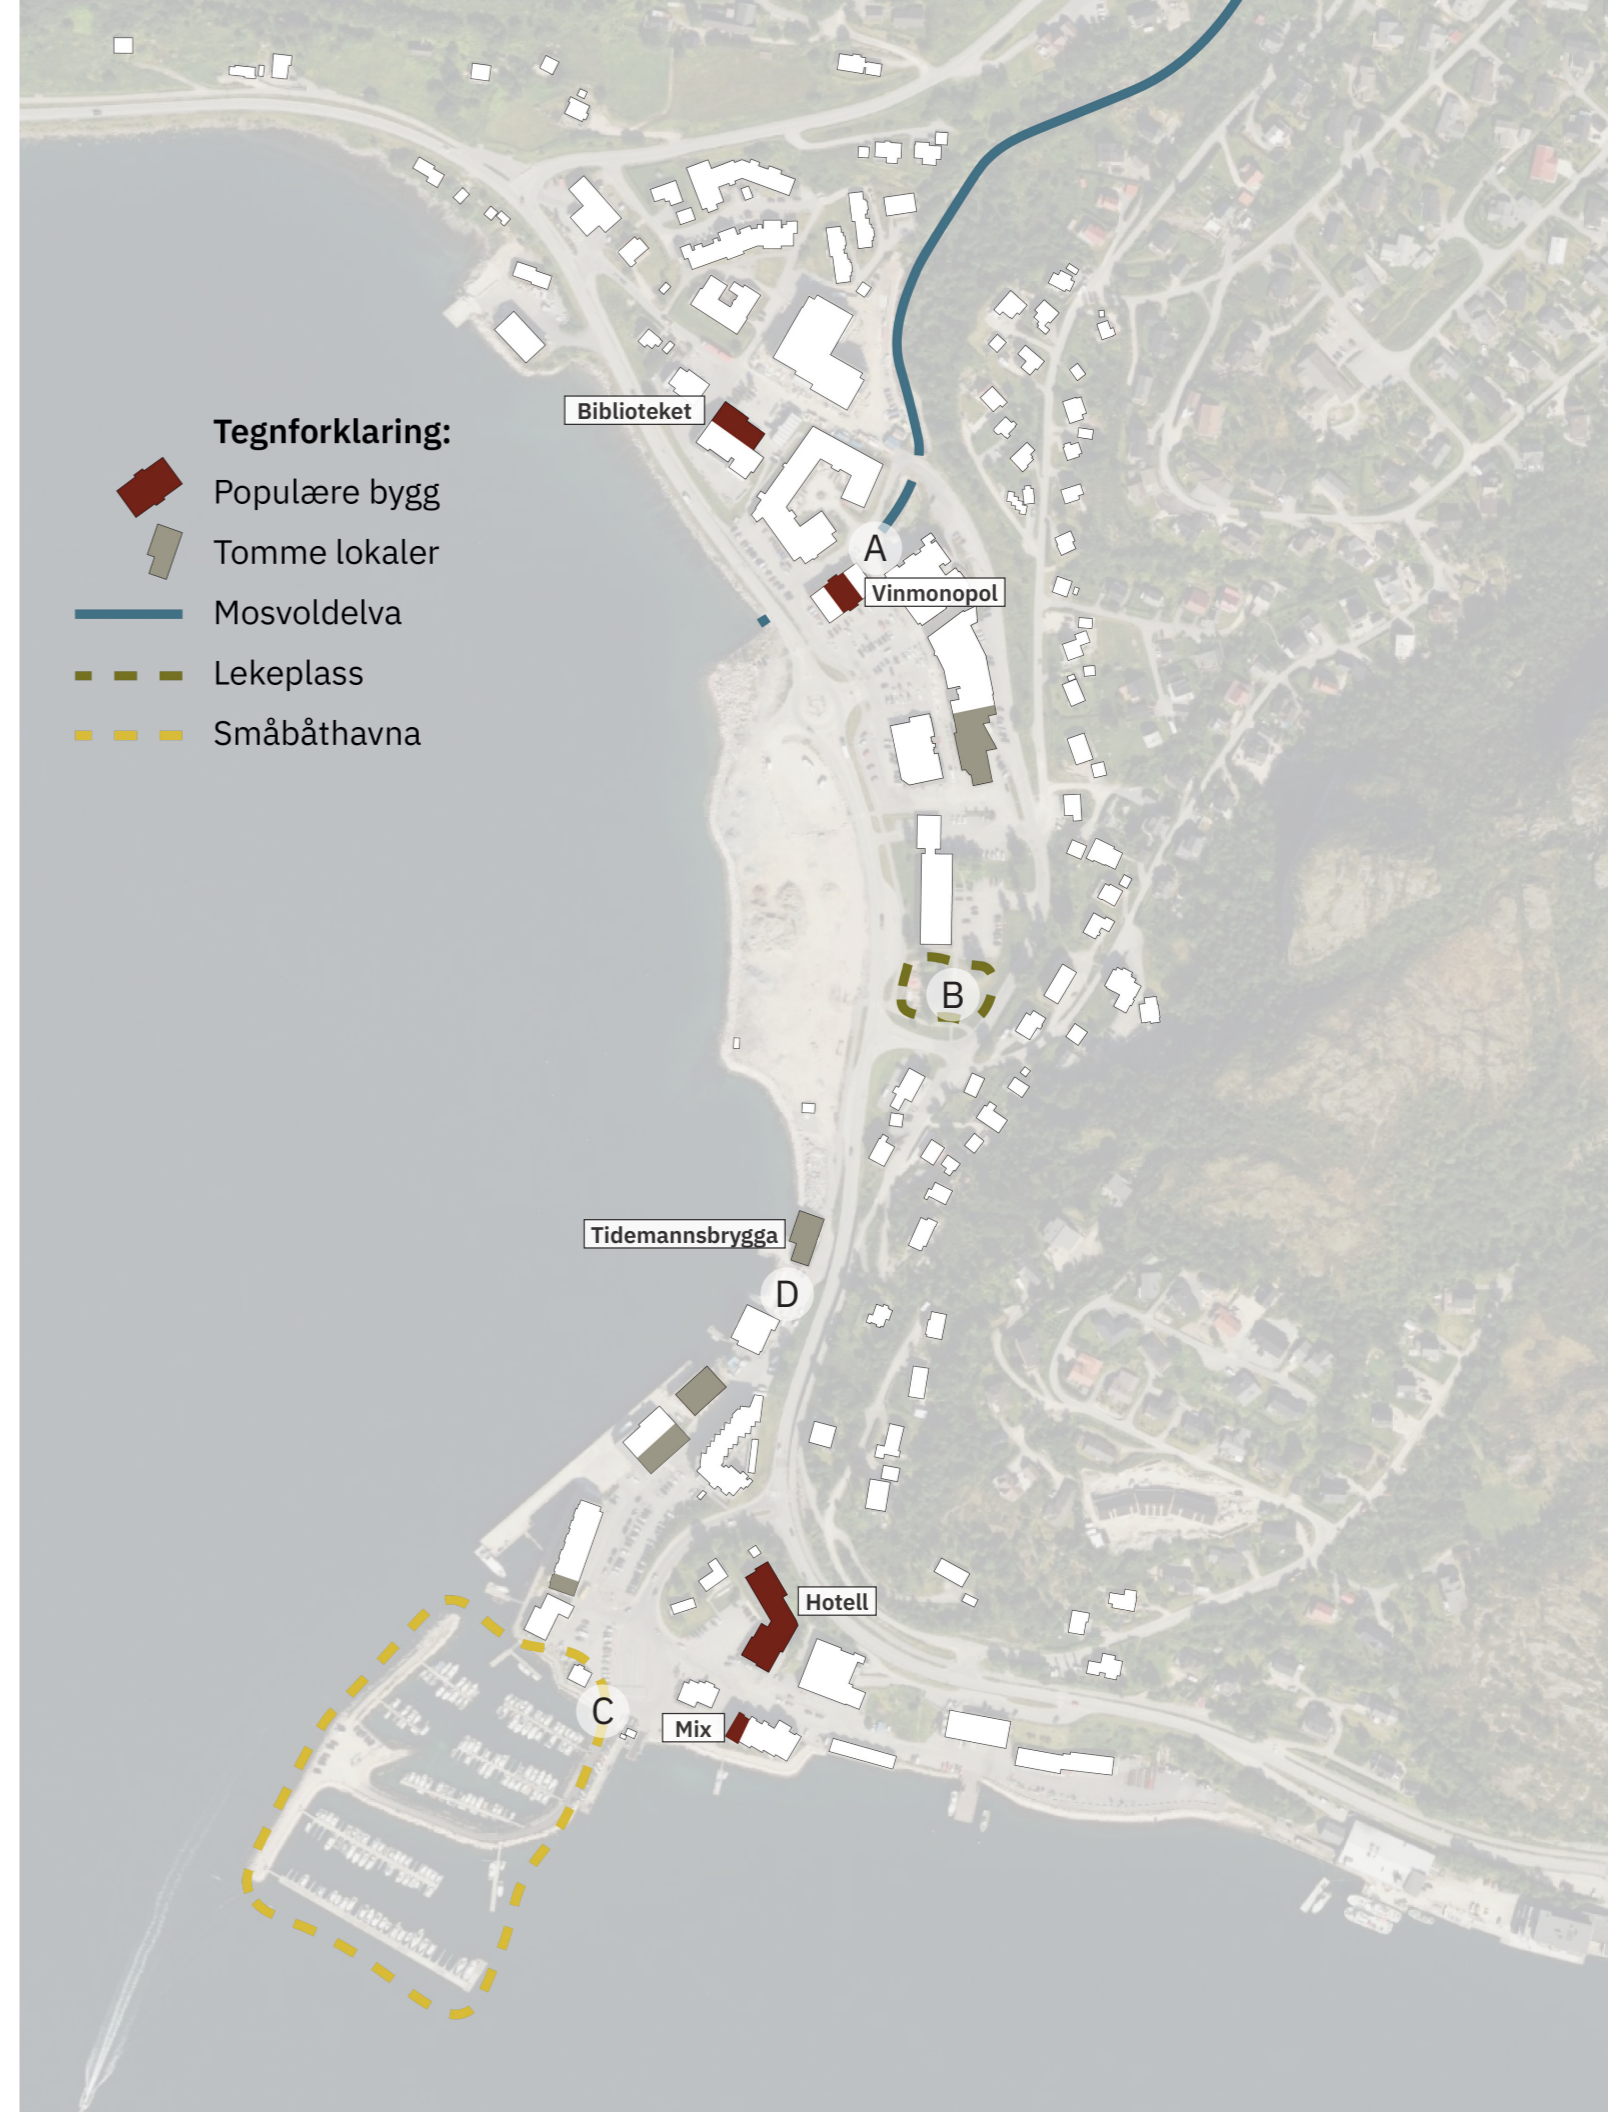 Biblioteket
Tegnforklaring:
Populære bygg
Tomme lokaler
Mosvoldelva
Lekeplass
Småbåthavna
A
Vinmonopol
B
Tidemannsbrygga
D
Hotell
C
Mix